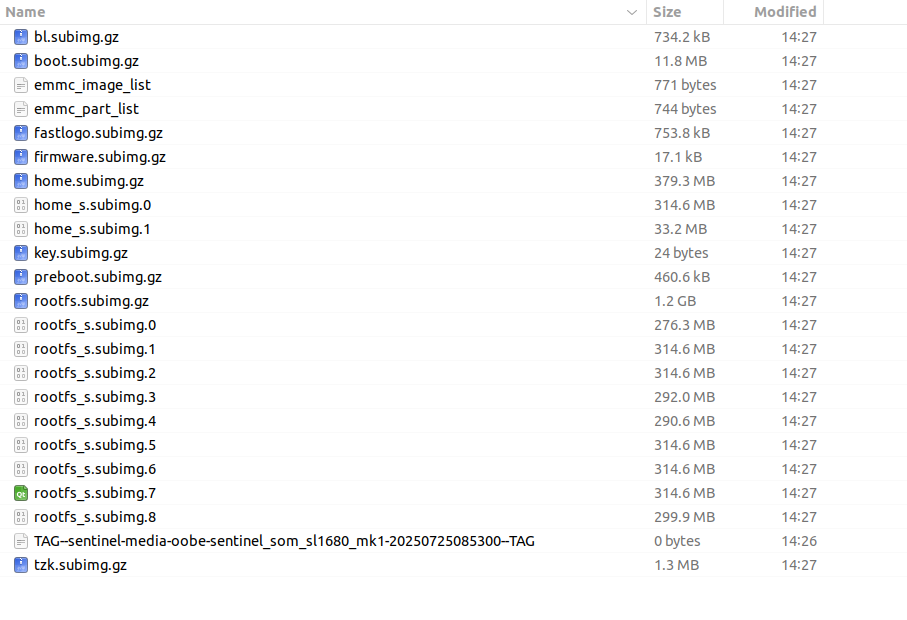 Name Size Modified
bl.subimg.gz 734.2 kB 14:27
boot.subimg.gz 11.8 MB 14:27
emmc_image_list 771 bytes 14:27
emmc_part_list 744 bytes 14:27
fastlogo.subimg.gz 753.8 kB 14:27
firmware.subimg.gz 17.1 kB 14:27
home.subimg.gz 379.3 MB 14:27
home_s.subimg.0 314.6 MB 14:27
home_s.subimg.1 33.2 MB 14:27
key.subimg.gz 24 bytes 14:27
preboot.subimg.gz 460.6 kB 14:27
rootfs.subimg.gz 1.2 GB 14:27
rootfs_s.subimg.0 276.3 MB 14:27
rootfs_s.subimg.1 314.6 MB 14:27
rootfs_s.subimg.2 314.6 MB 14:27
rootfs_s.subimg.3 292.0 MB 14:27
rootfs_s.subimg.4 290.6 MB 14:27
rootfs_s.subimg.5 314.6 MB 14:27
rootfs_s.subimg.6 314.6 MB 14:27
Qt rootfs_s.subimg.7 314.6 MB 14:27
rootfs_s.subimg.8 299.9 MB 14:27
TAG--sentinel-media-oobe-sentinel_som_sl1680_mk1-20250725085300--TAG 0 bytes 14:26
tzk.subimg.gz 1.3 MB 14:27